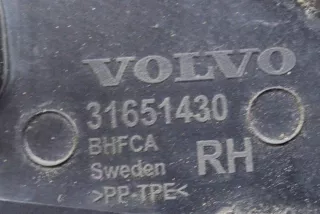 VOLVO
31651430
BHFCA
Sweden RH
>PP-TPE<